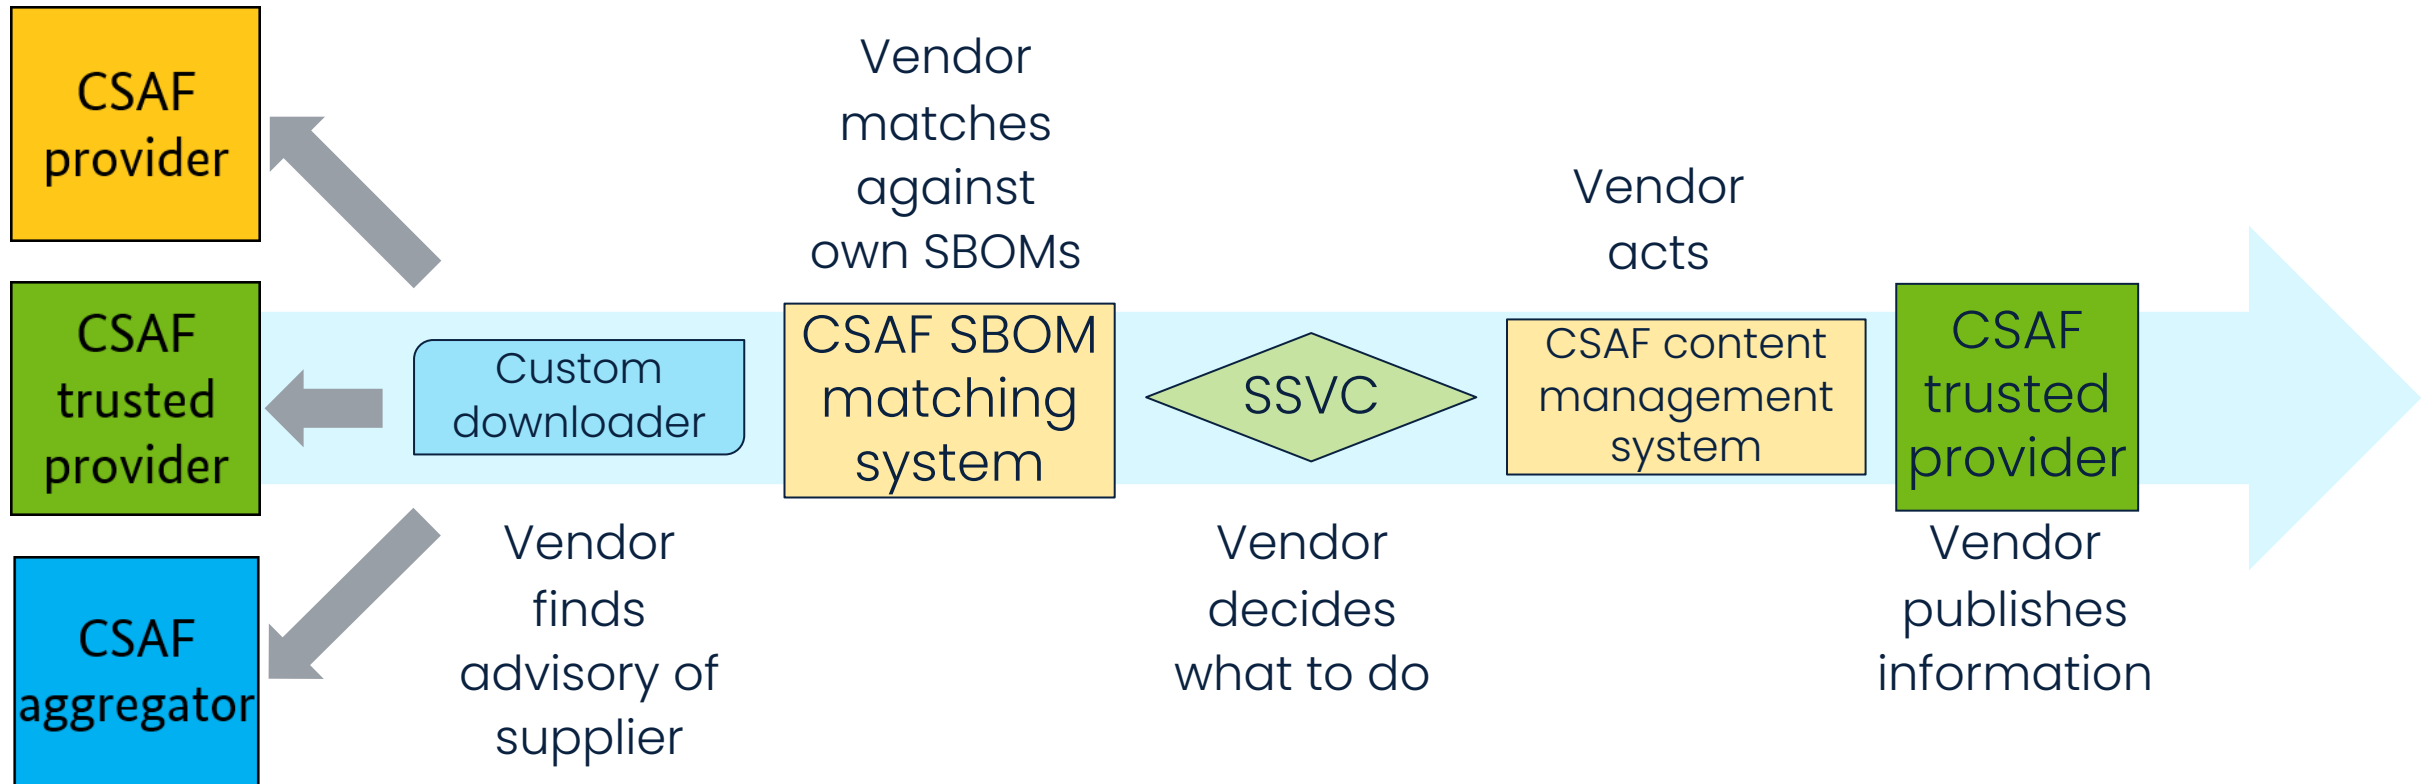 CSAF
provider
CSAF
trusted
provider
CSAF
aggregator
Custom
downloader
Vendor
finds
advisory of
supplier
Vendor
matches
against
own SBOMs
CSAF SBOM
matching
system
SSVC
Vendor
decides
what to do
Vendor
acts
CSAF content
management
system
CSAF
trusted
provider
Vendor
publishes
information